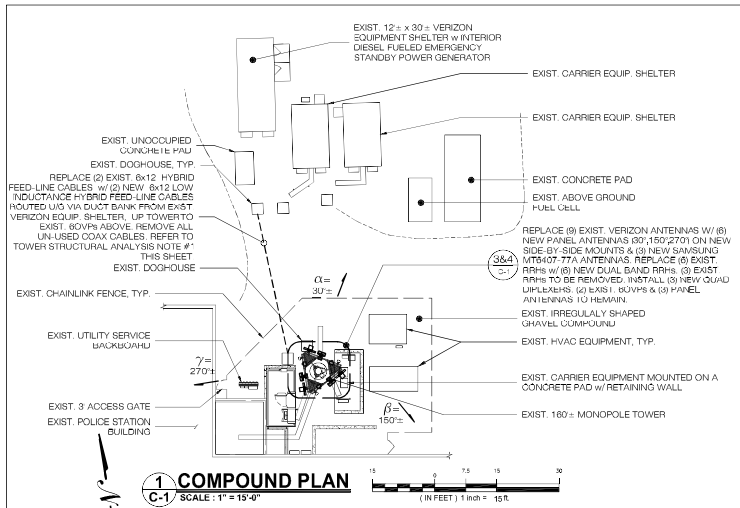 EXIST. 12'± x 30'± VERIZON
EQUIPMENT SHELTER w INTERIOR
DIESEL FUELED EMERGENCY
STANDBY POWER GENERATOR
EXIST. CARRIER EQUIP. SHELTER
EXIST. CARRIER EQUIP. SHELTER
EXIST. UNOCCUPIED
CONCRETE PAD
EXIST. DOGHOUSE, TYP.
REPLACE (2) EXIST. 6x12 HYBRID
FEED-LINE CABLES w/ (2) NEW 6x12 LOW
INDUCTANCE HYBRID FEED-LINE CABLES
ROUTED U/G VIA DUCT BANK FROM EXIST
VERIZON EQUIP. SHELTER, UP TOWER TO
EXIST. 6OVPs ABOVE. REMOVE ALL
UN-USED COAX CABLES. REFER TO
TOWER STRUCTURAL ANALYSIS NOTE #1
THIS SHEET
EXIST. DOGHOUSE
EXIST. CHAINLINK FENCE, TYP.
EXIST. UTILITY SERVICE
BACKBOARD
EXIST. 3' ACCESS GATE
EXIST. POLICE STATION
BUILDING
EXIST. CONCRETE PAD
EXIST. ABOVE GROUND
FUEL CELL
3&4
C-1
REPLACE (9) EXIST. VERIZON ANTENNAS W/ (6)
NEW PANEL ANTENNAS (30°,150°,270°) ON NEW
SIDE-BY-SIDE MOUNTS & (3) NEW SAMSUNG
MT6407-77A ANTENNAS. REPLACE (6) EXIST.
RRHs w/ (6) NEW DUAL BAND RRHs. (3) EXIST
RRHs TO BE REMOVED. INSTALL (3) NEW QUAD
DIPLEXERS. (2) EXIST. 6OVPs & (3) PANEL
ANTENNAS TO REMAIN.
EXIST. IRREGULALY SHAPED
GRAVEL COMPOUND
EXIST. HVAC EQUIPMENT, TYP.
EXIST. CARRIER EQUIPMENT MOUNTED ON A
CONCRETE PAD w/ RETAINING WALL
EXIST. 160'± MONOPOLE TOWER
α=
30°±
γ=
270°±
β=
150°±
N
1
C-1
COMPOUND PLAN
SCALE : 1" = 15'-0"
15 0 7.5 15 30
( IN FEET ) 1 inch = 15 ft.